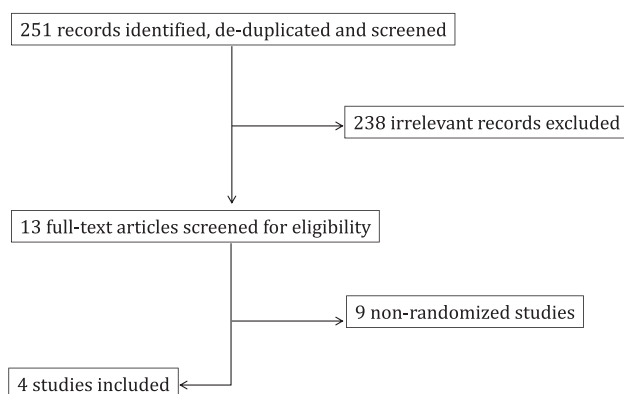 251 records identified, de-duplicated and screened
238 irrelevant records excluded
13 full-text articles screened for eligibility
9 non-randomized studies
4 studies included